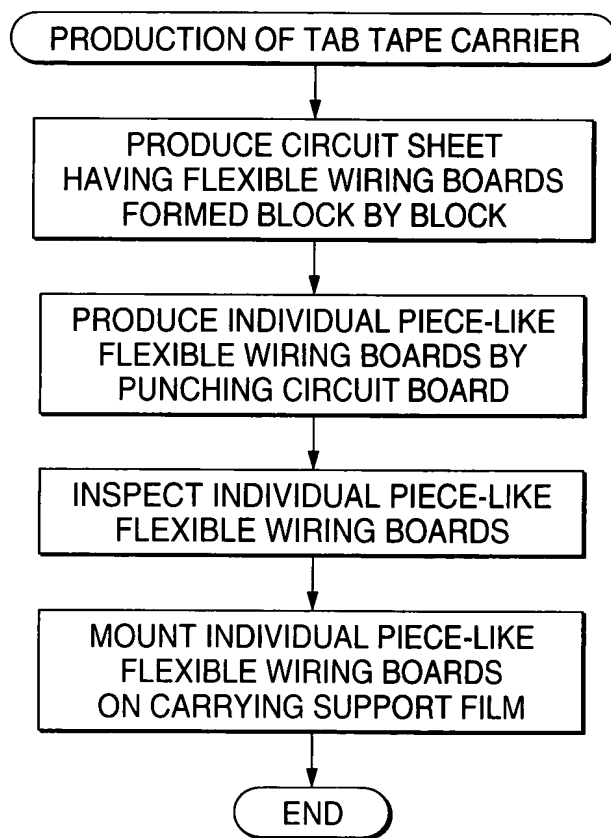 PRODUCTION OF TAB TAPE CARRIER
PRODUCE CIRCUIT SHEET
HAVING FLEXIBLE WIRING BOARDS
FORMED BLOCK BY BLOCK
PRODUCE INDIVIDUAL PIECE-LIKE
FLEXIBLE WIRING BOARDS BY
PUNCHING CIRCUIT BOARD
INSPECT INDIVIDUAL PIECE-LIKE
FLEXIBLE WIRING BOARDS
MOUNT INDIVIDUAL PIECE-LIKE
FLEXIBLE WIRING BOARDS
ON CARRYING SUPPORT FILM
END